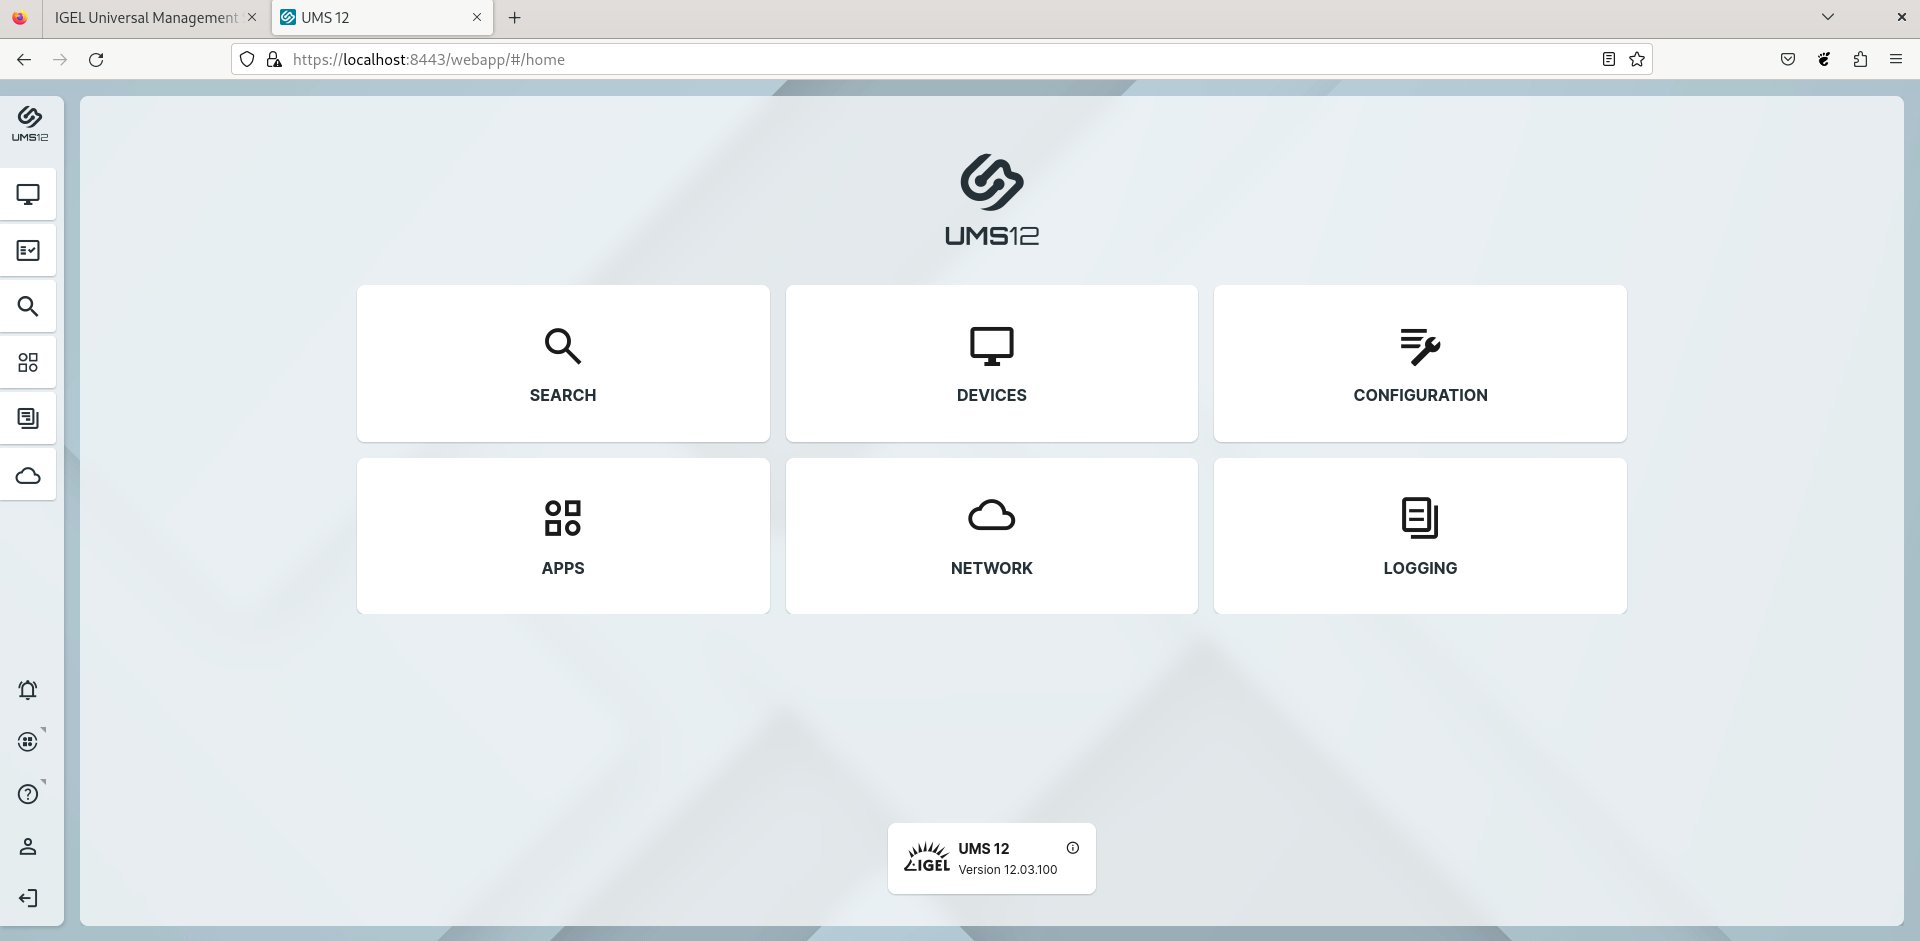 IGEL Universal Management
UMS 12
https://localhost:8443/webapp/#/home
UMS12
UMS12
SEARCH
DEVICES
CONFIGURATION
APPS
NETWORK
LOGGING
IGEL
UMS 12
Version 12.03.100